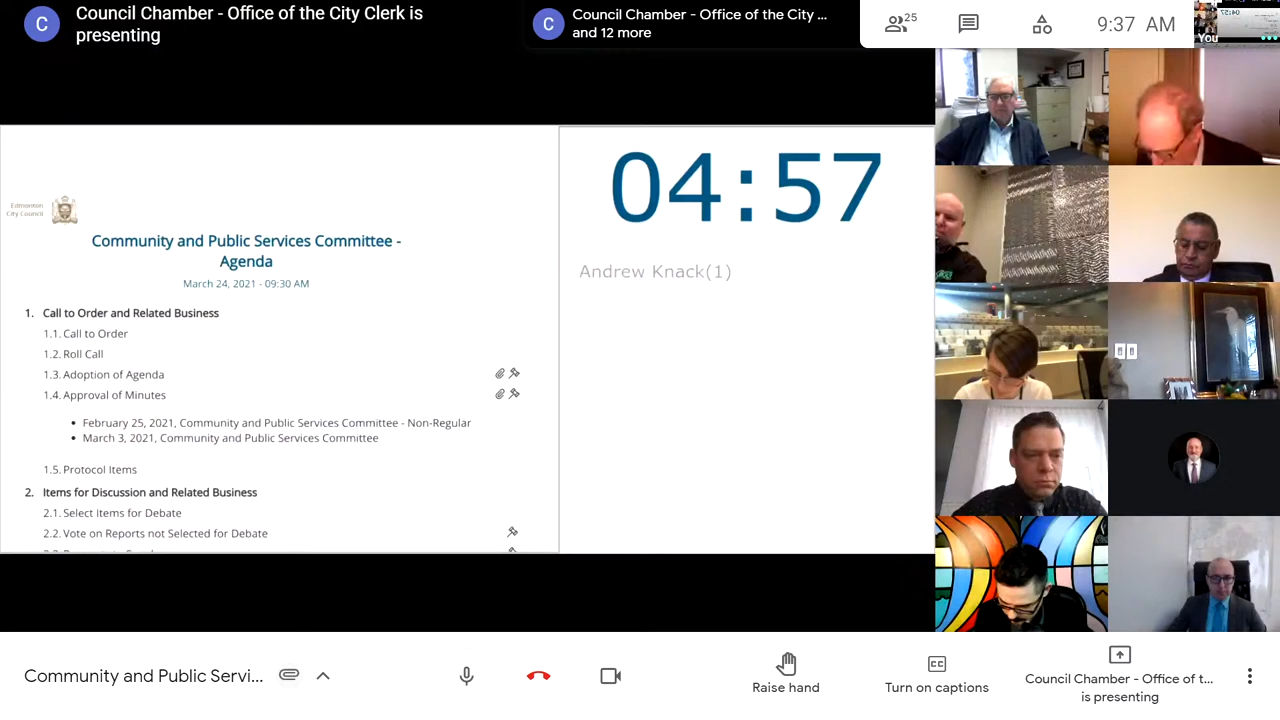 Council Chamber - Office of the City Clerk is
presenting
C
C
Council Chamber - Office of the City ...
and 12 more
25
9:37 AM
04:57
You
Edmonton
City Council
Community and Public Services Committee -
Agenda
March 24, 2021 - 09:30 AM
1. Call to Order and Related Business
1.1. Call to Order
1.2. Roll Call
1.3. Adoption of Agenda
1.4. Approval of Minutes
• February 25, 2021, Community and Public Services Committee - Non-Regular
• March 3, 2021, Community and Public Services Committee
1.5. Protocol Items
2. Items for Discussion and Related Business
2.1. Select Items for Debate
2.2. Vote on Reports not Selected for Debate
04:57
Andrew Knack(1)
Community and Public Servi...
Raise hand
CC
Turn on captions
Council Chamber - Office of t...
is presenting